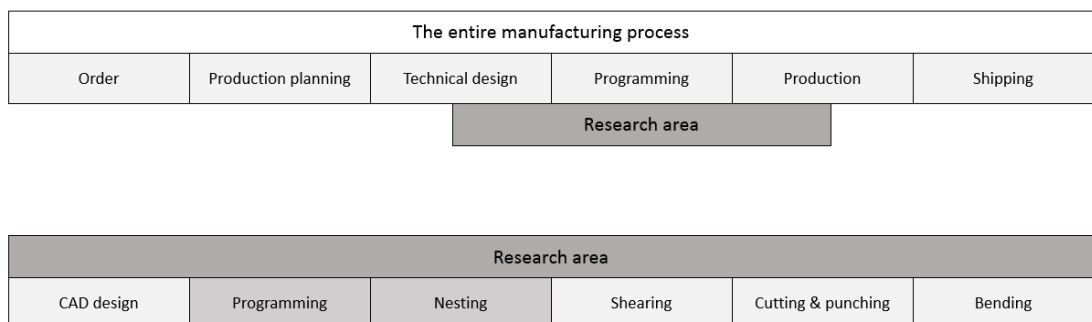 The entire manufacturing process
Order Production planning Technical design Programming Production Shipping
Research area
Research area
CAD design Programming Nesting Shearing Cutting & punching Bending